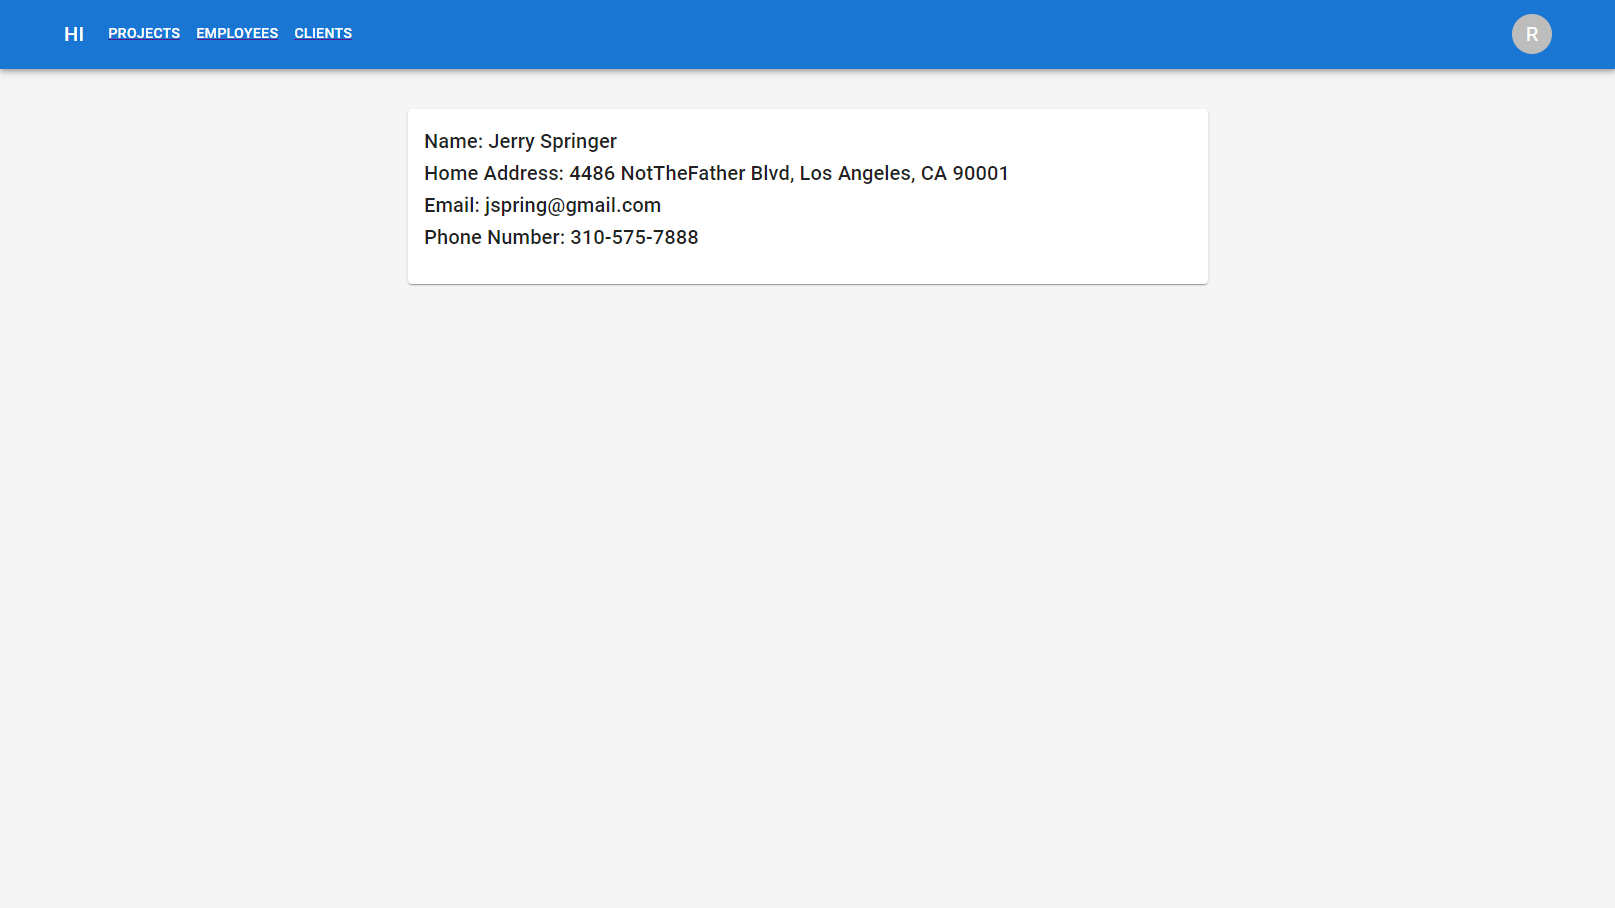 HI PROJECTS EMPLOYEES CLIENTS R
Name: Jerry Springer
Home Address: 4486 NotTheFather Blvd, Los Angeles, CA 90001
Email: jspring@gmail.com
Phone Number: 310-575-7888